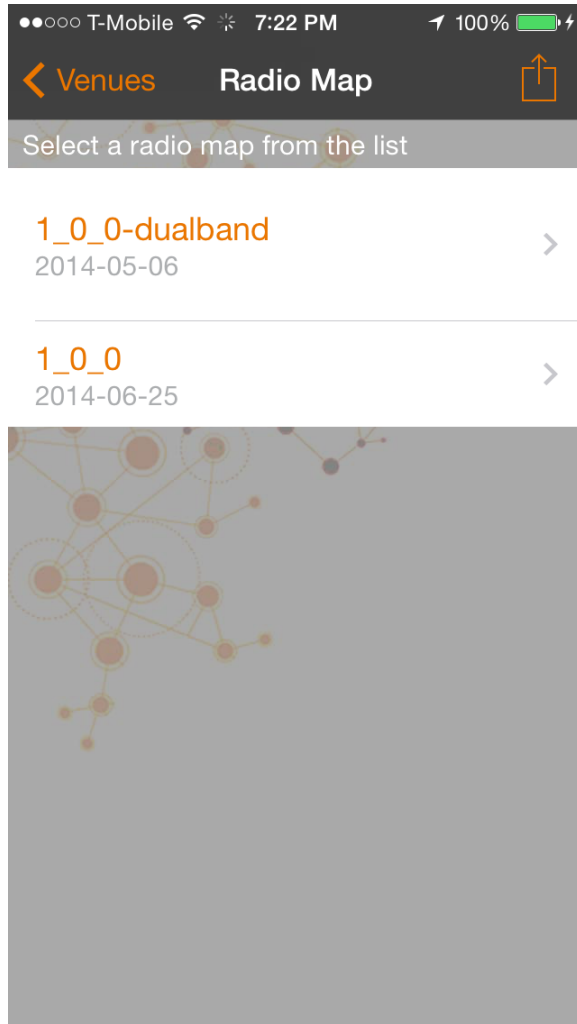 T-Mobile 7:22 PM 100%
Venues Radio Map
Select a radio map from the list
1_0_0-dualband
2014-05-06
1_0_0
2014-06-25